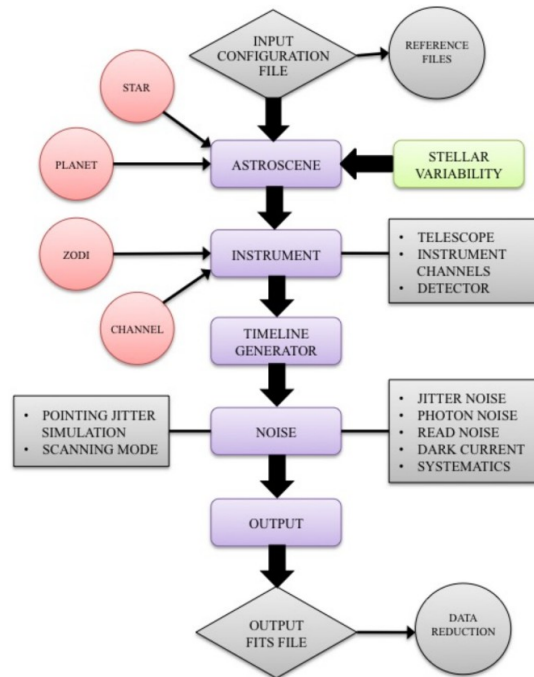 INPUT
CONFIGURATION
FILE
REFERENCE
FILES
STAR
PLANET
ASTROSCENE
STELLAR
VARIABILITY
ZODI
INSTRUMENT
• TELESCOPE
• INSTRUMENT
CHANNELS
• DETECTOR
CHANNEL
TIMELINE
GENERATOR
• POINTING JITTER
SIMULATION
• SCANNING MODE
NOISE
• JITTER NOISE
• PHOTON NOISE
• READ NOISE
• DARK CURRENT
• SYSTEMATICS
OUTPUT
OUTPUT
FITS FILE
DATA
REDUCTION